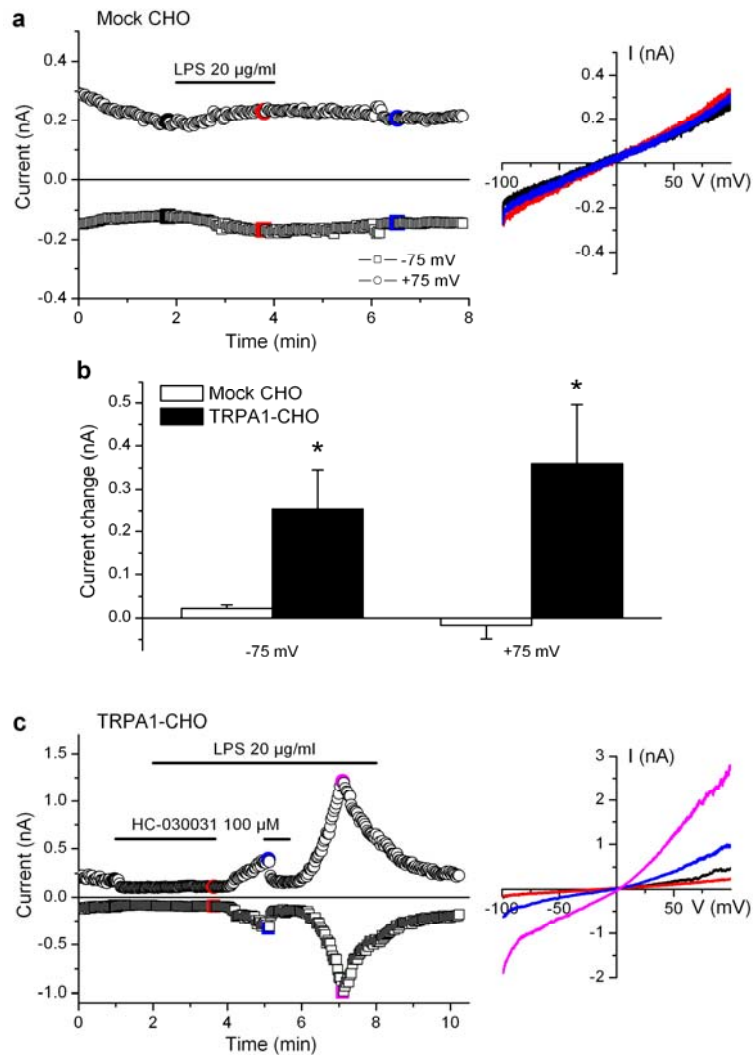 a
Mock CHO
LPS 20 µg/ml
0.4
0.2
0.0
-0.2
-0.4
Current (nA)
-75 mV
+75 mV
0 2 4 6 8
Time (min)
I (nA)
0.4
0.2
-100 50 V (mV)
-0.2
-0.4
b
Mock CHO
TRPA1-CHO
0.5
0.4
0.3
0.2
0.1
0.0
Current change (nA)
*
*
-75 mV +75 mV
c
TRPA1-CHO
LPS 20 µg/ml
HC-030031 100 µM
1.5
1.0
0.5
0.0
-0.5
-1.0
Current (nA)
0 2 4 6 8 10
Time (min)
I (nA)
3
2
1
-100 -50 50 V (mV)
-1
-2